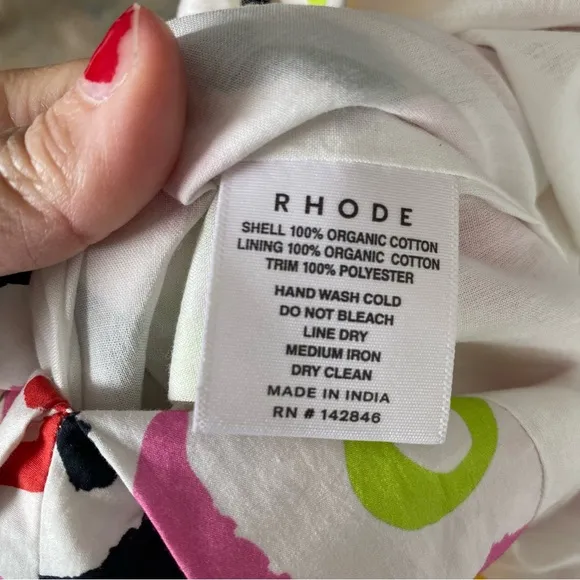 RHODE
SHELL 100% ORGANIC COTTON
LINING 100% ORGANIC COTTON
TRIM 100% POLYESTER
HAND WASH COLD
DO NOT BLEACH
LINE DRY
MEDIUM IRON
DRY CLEAN
MADE IN INDIA
RN # 142846